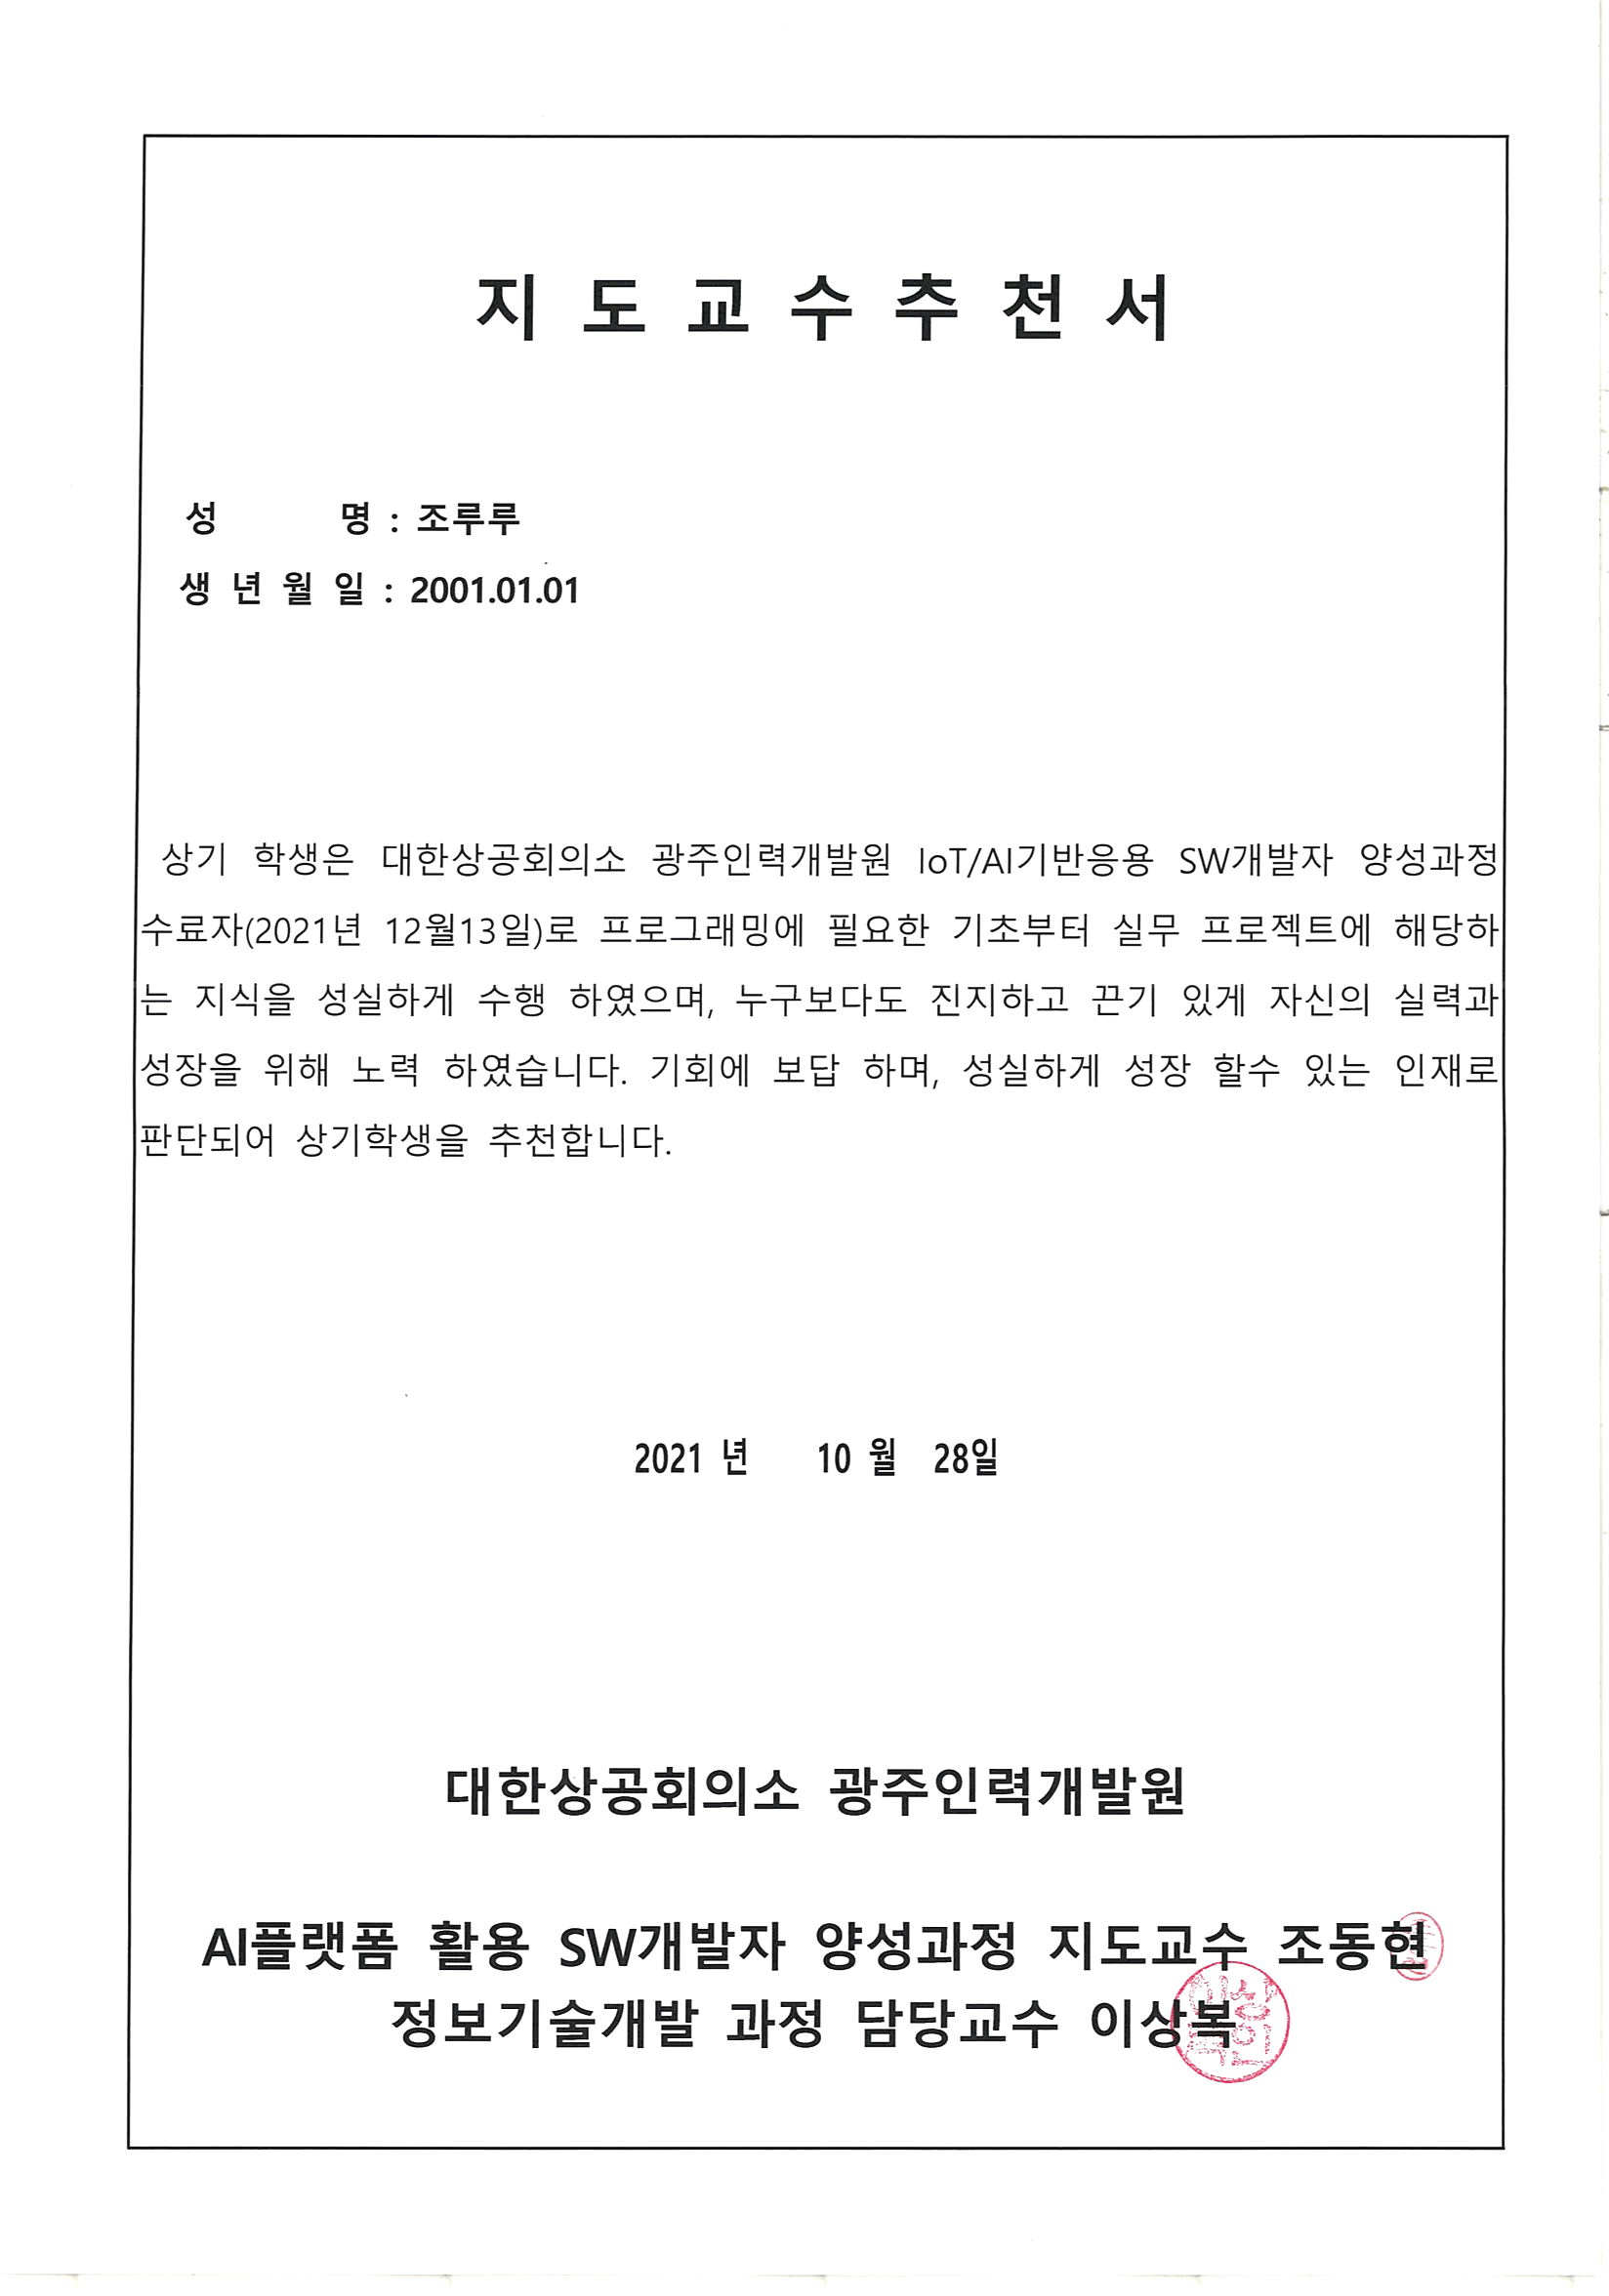 지 도 교 수 추 천 서
성 명 : 조루루
생 년 월 일 : 2001.01.01
상기 학생은 대한상공회의소 광주인력개발원 IoT/AI기반응용 SW개발자 양성과정
수료자(2021년 12월13일)로 프로그래밍에 필요한 기초부터 실무 프로젝트에 해당하
는 지식을 성실하게 수행 하였으며, 누구보다도 진지하고 끈기 있게 자신의 실력과
성장을 위해 노력 하였습니다. 기회에 보답 하며, 성실하게 성장 할수 있는 인재로
판단되어 상기학생을 추천합니다.
2021 년 10 월 28일
대한상공회의소 광주인력개발원
AI플랫폼 활용 SW개발자 양성과정 지도교수 조동현
정보기술개발 과정 담당교수 이상복